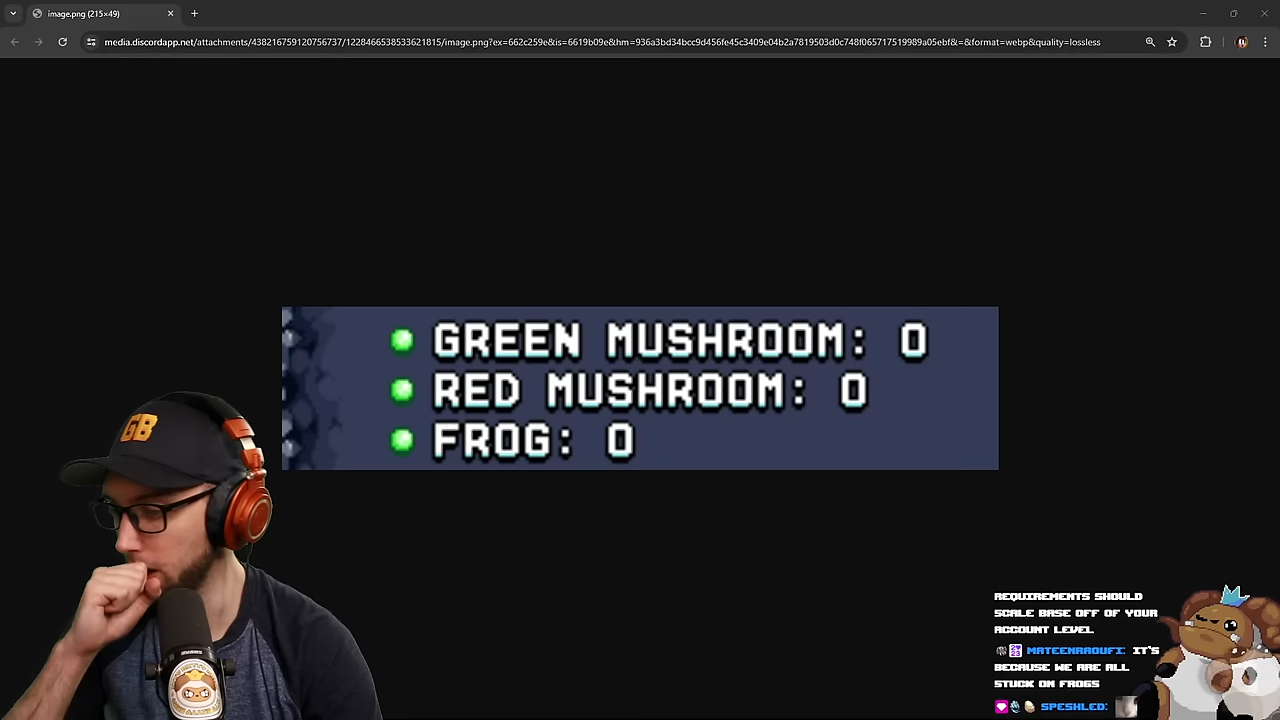 image.png (215×49)
media.discordapp.net/attachments/438216759120756737/1228466538533621815/image.png?ex=662c259e&is=6619b09e&hm=936a3bd34bcc9d456fe45c3409e04b2a7819503d0c748f065717519989a05ebf&=&format=webp&quality=lossless
GREEN MUSHROOM: 0
RED MUSHROOM: 0
FROG: 0
GB
REQUIREMENTS SHOULD
SCALE BASE OFF OF YOUR
ACCOUNT LEVEL
MATEENRAOUFI: IT'S
BECAUSE WE ARE ALL
STUCK ON FROGS
SPESHLED: